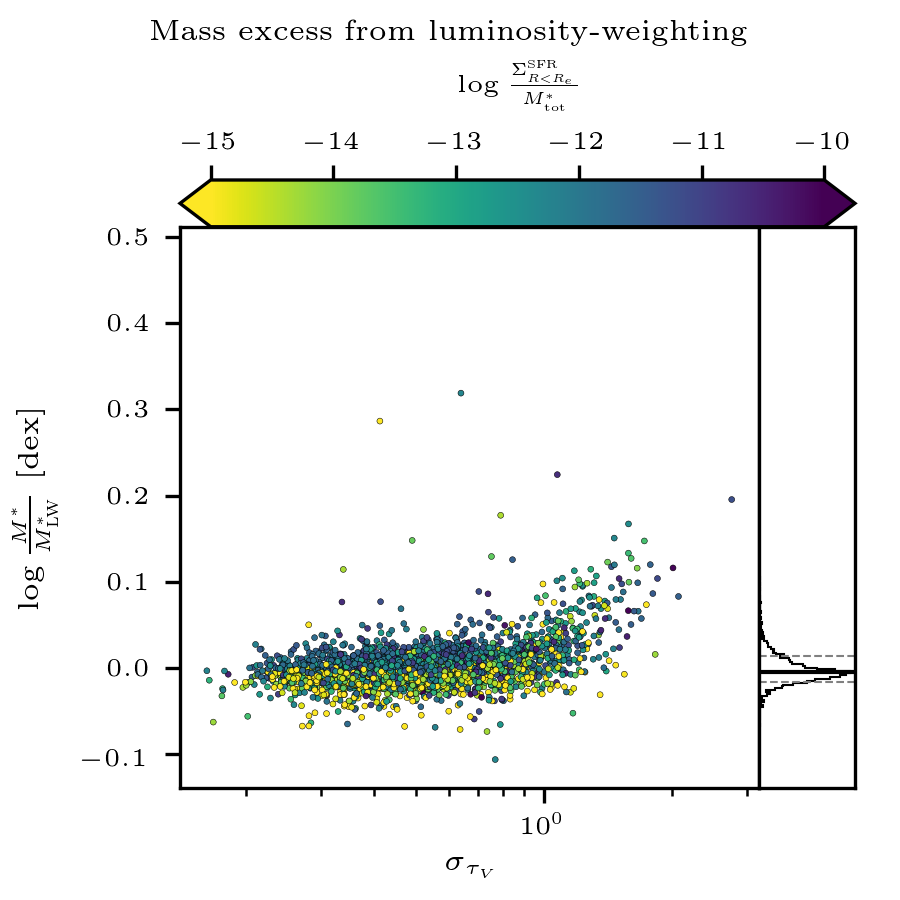 Mass excess from luminosity-weighting
log Σ^SFR_{R<R_e} / M^*_tot
−15 −14 −13 −12 −11 −10
0.5
0.4
0.3
0.2
0.1
0.0
−0.1
log M^* / M^*_LW [dex]
10^0
σ_{τ_V}